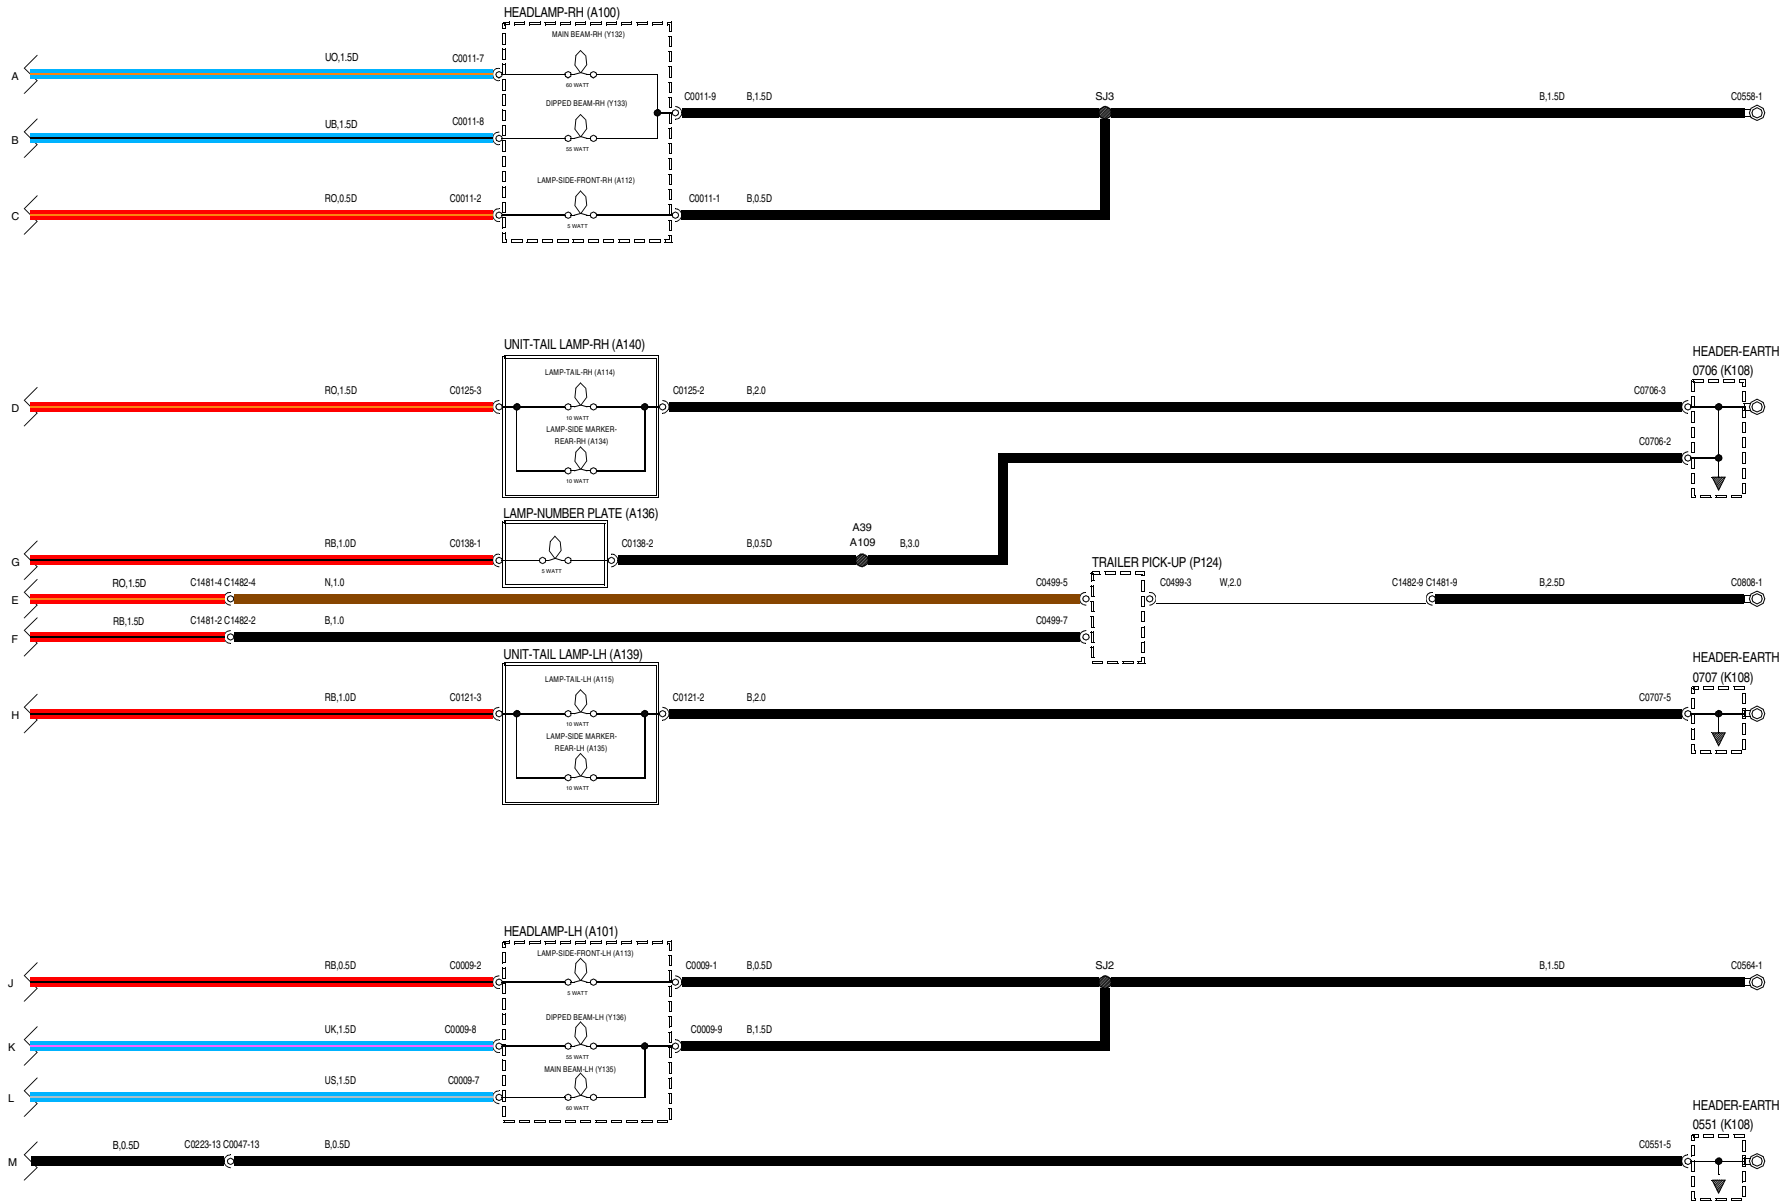 HEADLAMP-RH (A100)
MAIN BEAM-RH (Y132)
A
UO,1.5D
C0011-7
60 WATT
C0011-9
B,1.5D
SJ3
B,1.5D
C0558-1
DIPPED BEAM-RH (Y133)
B
UB,1.5D
C0011-8
55 WATT
LAMP-SIDE-FRONT-RH (A112)
C
RO,0.5D
C0011-2
5 WATT
C0011-1
B,0.5D
UNIT-TAIL LAMP-RH (A140)
HEADER-EARTH
0706 (K108)
LAMP-TAIL-RH (A114)
D
RO,1.5D
C0125-3
10 WATT
C0125-2
B,2.0
C0706-3
LAMP-SIDE MARKER-
REAR-RH (A134)
10 WATT
C0706-2
LAMP-NUMBER PLATE (A136)
G
RB,1.0D
C0138-1
5 WATT
C0138-2
B,0.5D
A39
A109
B,3.0
TRAILER PICK-UP (P124)
E
RO,1.5D
C1481-4 C1482-4
N,1.0
C0499-5
C0499-3
W,2.0
C1482-9 C1481-9
B,2.5D
C0808-1
F
RB,1.5D
C1481-2 C1482-2
B,1.0
C0499-7
UNIT-TAIL LAMP-LH (A139)
HEADER-EARTH
0707 (K108)
LAMP-TAIL-LH (A115)
H
RB,1.0D
C0121-3
10 WATT
C0121-2
B,2.0
C0707-5
LAMP-SIDE MARKER-
REAR-LH (A135)
10 WATT
HEADLAMP-LH (A101)
LAMP-SIDE-FRONT-LH (A113)
J
RB,0.5D
C0009-2
5 WATT
C0009-1
B,0.5D
SJ2
B,1.5D
C0564-1
DIPPED BEAM-LH (Y136)
K
UK,1.5D
C0009-8
55 WATT
C0009-9
B,1.5D
MAIN BEAM-LH (Y135)
L
US,1.5D
C0009-7
60 WATT
HEADER-EARTH
0551 (K108)
M
B,0.5D
C0223-13 C0047-13
B,0.5D
C0551-5